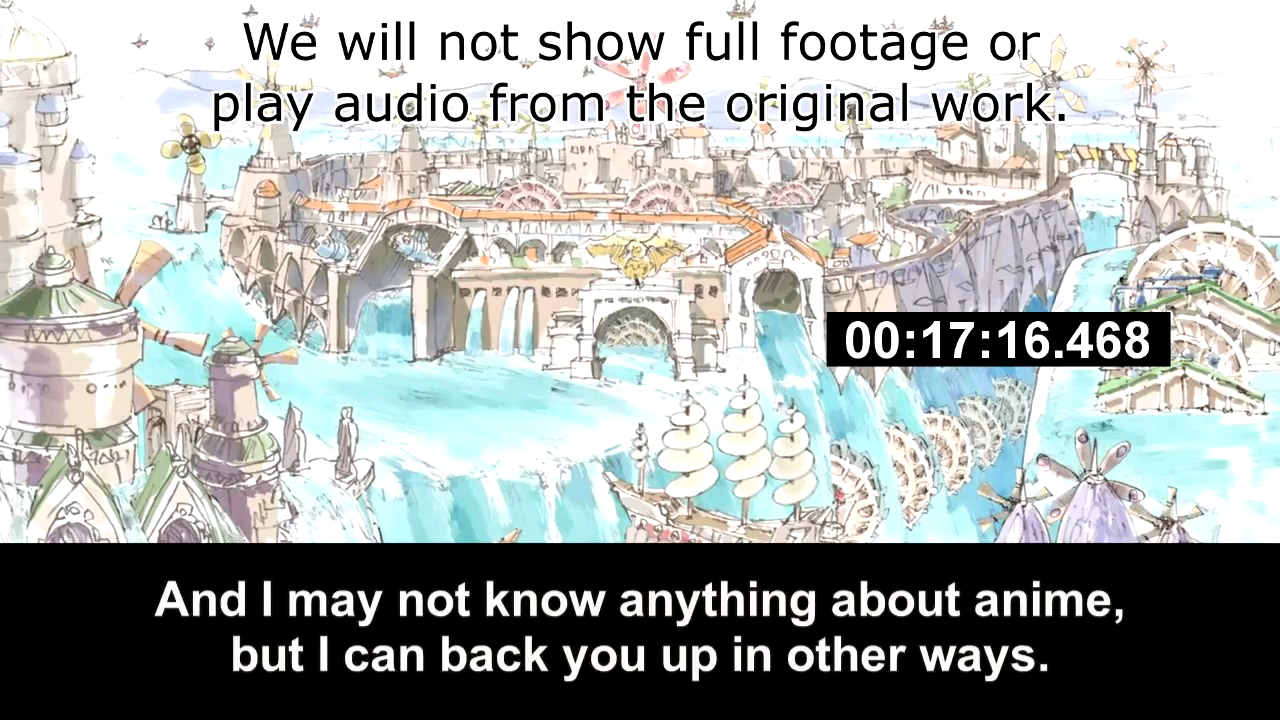 We will not show full footage or
play audio from the original work.
00:17:16.468
And I may not know anything about anime,
but I can back you up in other ways.